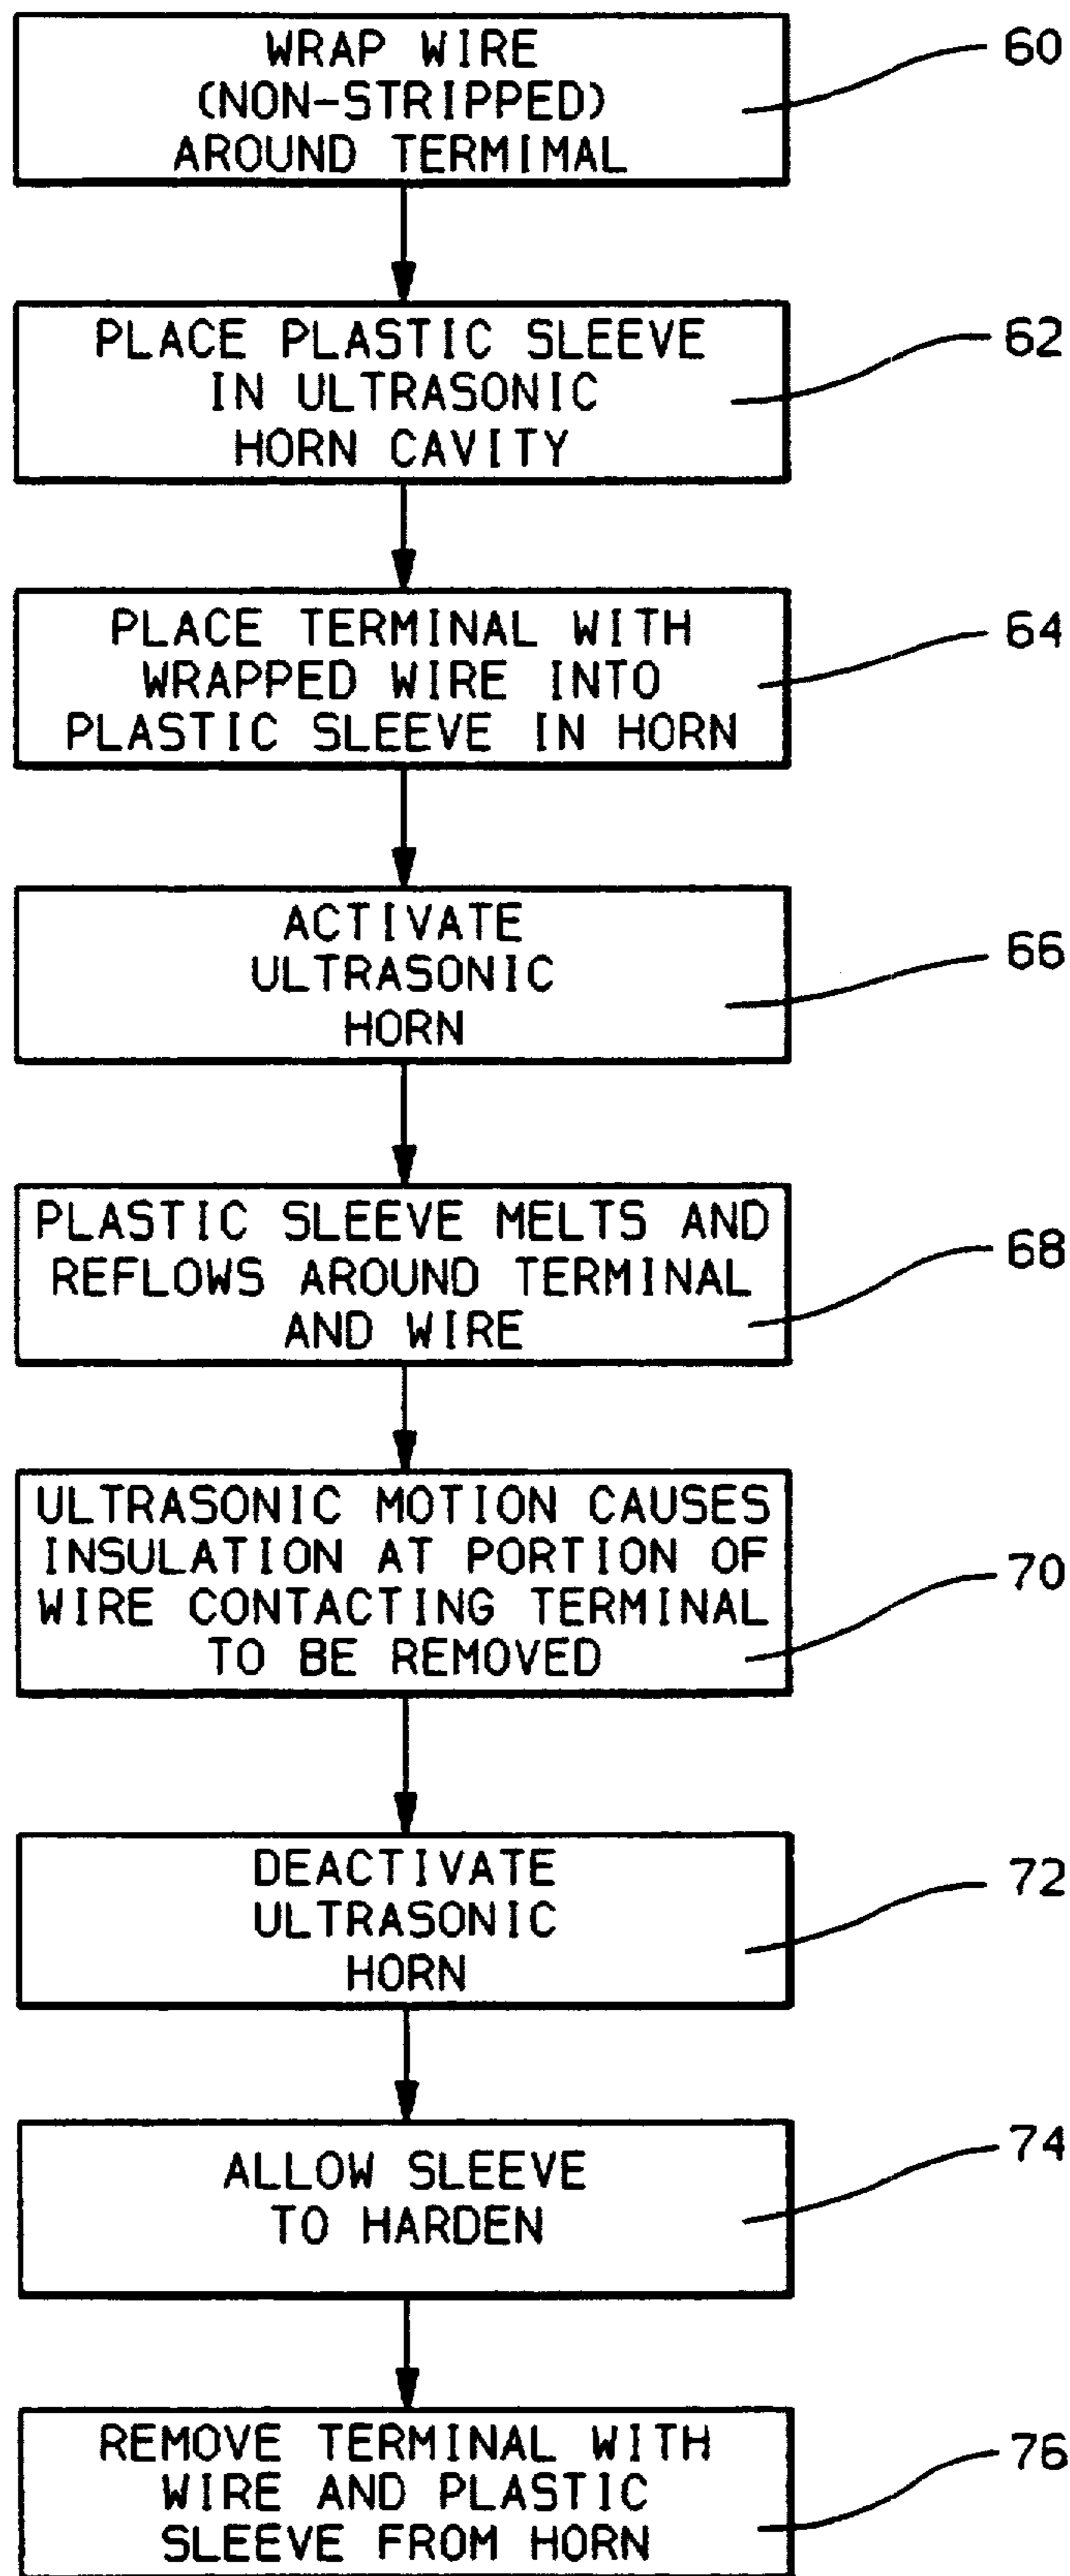 WRAP WIRE
(NON-STRIPPED)
AROUND TERMIMAL
60
PLACE PLASTIC SLEEVE
IN ULTRASONIC
HORN CAVITY
62
PLACE TERMINAL WITH
WRAPPED WIRE INTO
PLASTIC SLEEVE IN HORN
64
ACTIVATE
ULTRASONIC
HORN
66
PLASTIC SLEEVE MELTS AND
REFLOWS AROUND TERMINAL
AND WIRE
68
ULTRASONIC MOTION CAUSES
INSULATION AT PORTION OF
WIRE CONTACTING TERMINAL
TO BE REMOVED
70
DEACTIVATE
ULTRASONIC
HORN
72
ALLOW SLEEVE
TO HARDEN
74
REMOVE TERMINAL WITH
WIRE AND PLASTIC
SLEEVE FROM HORN
76